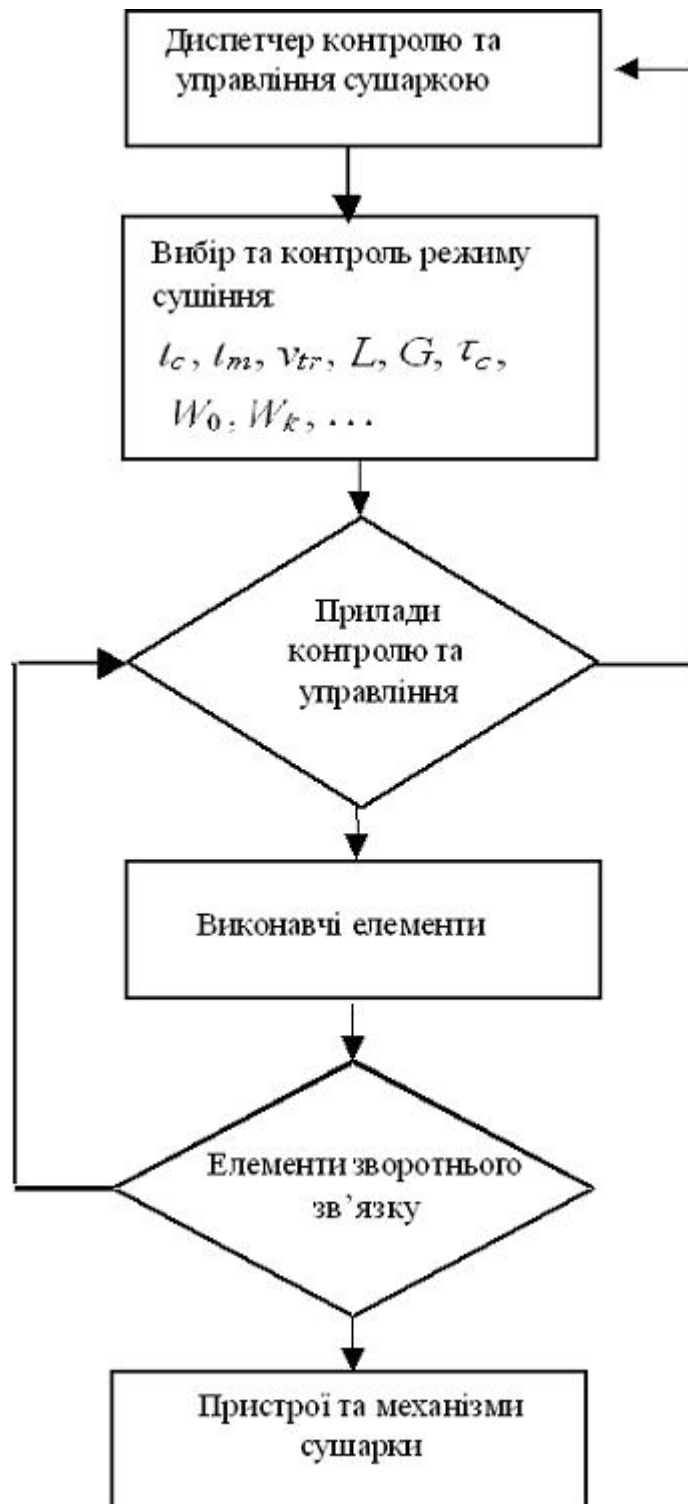 Диспетчер контролю та
управління сушаркою
Вибір та контроль режиму
сушіння:
t_c, t_m, v_tr, L, G, τ_c,
W_0, W_k, ...
Прилади
контролю та
управління
Виконавчі елементи
Елементи зворотнього
зв’язку
Пристрої та механізми
сушарки